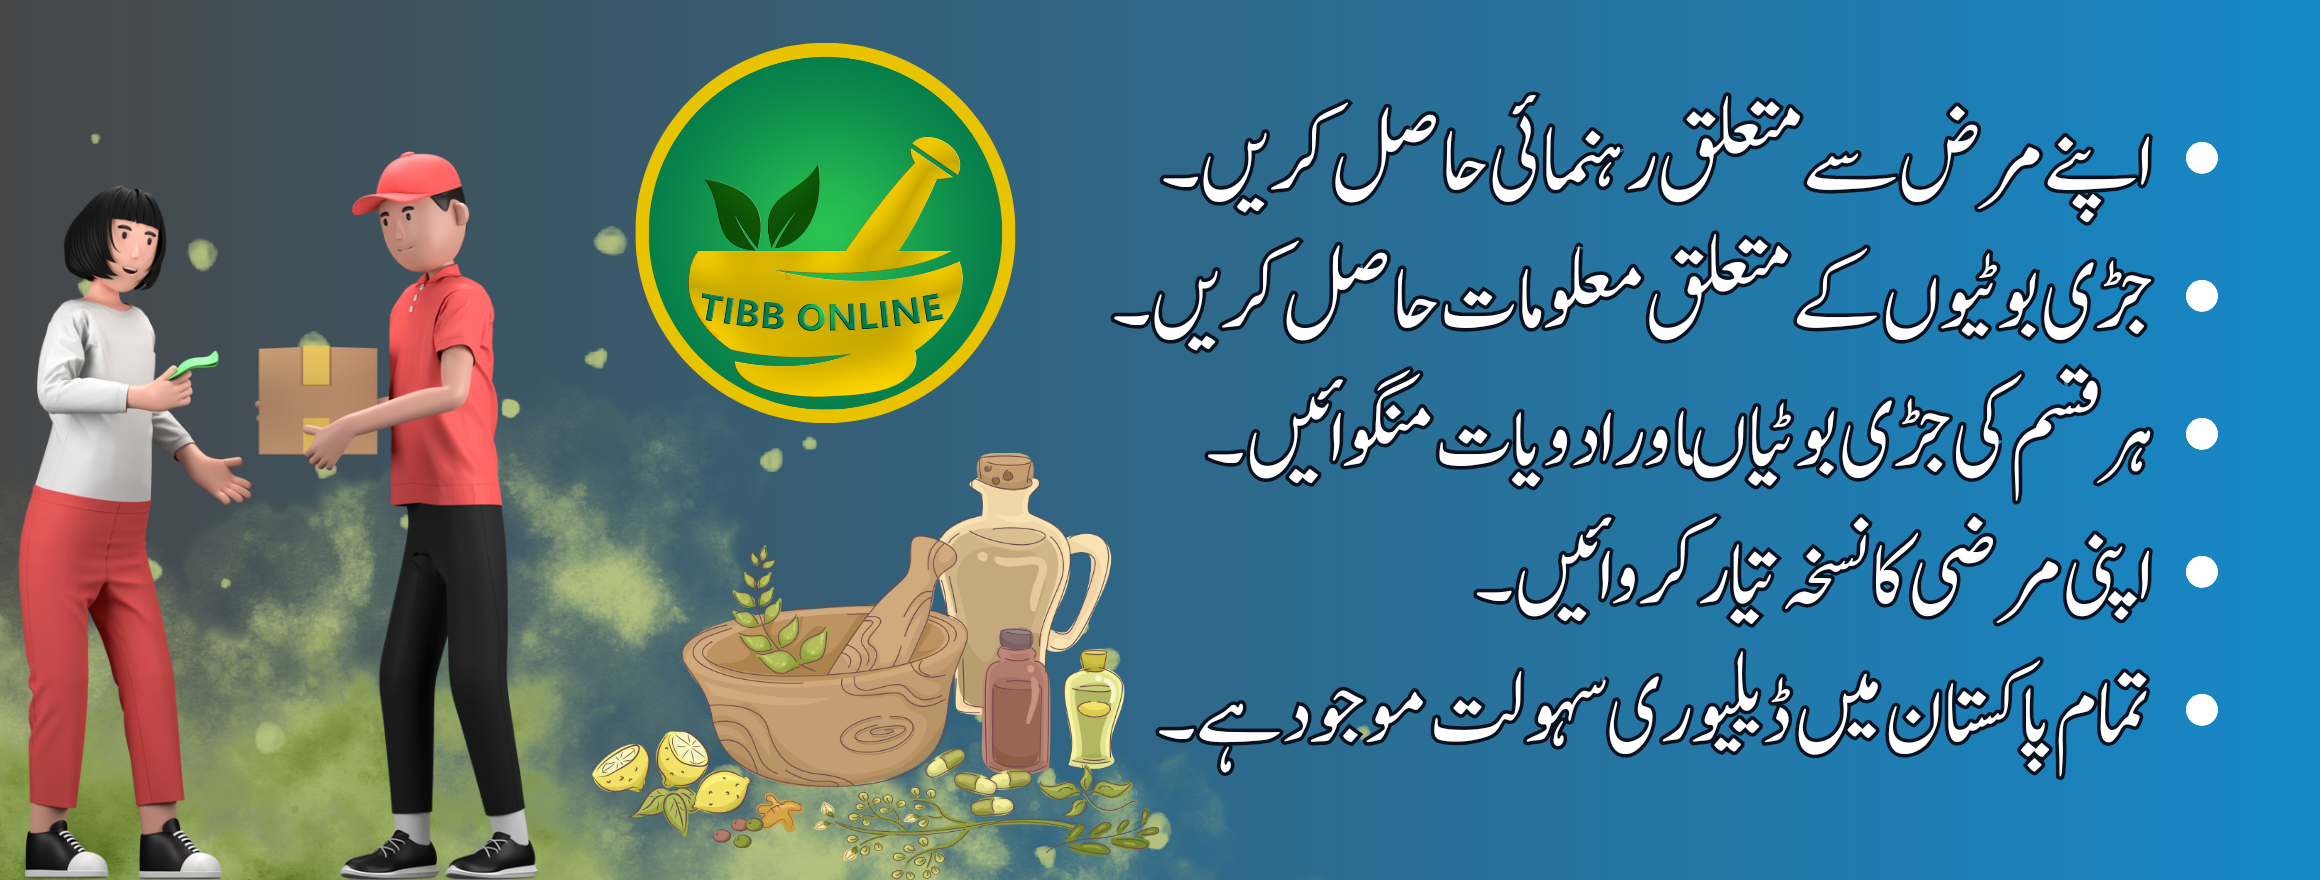 TIBB ONLINE
• اپنے مرض سے متعلق رہنمائی حاصل کریں۔
• جڑی بوٹیوں کے متعلق معلومات حاصل کریں۔
• ہر قسم کی جڑی بوٹیاں اور ادویات منگوائیں۔
• اپنی مرضی کا نسخہ تیار کروائیں۔
• تمام پاکستان میں ڈیلیوری سہولت موجود ہے۔